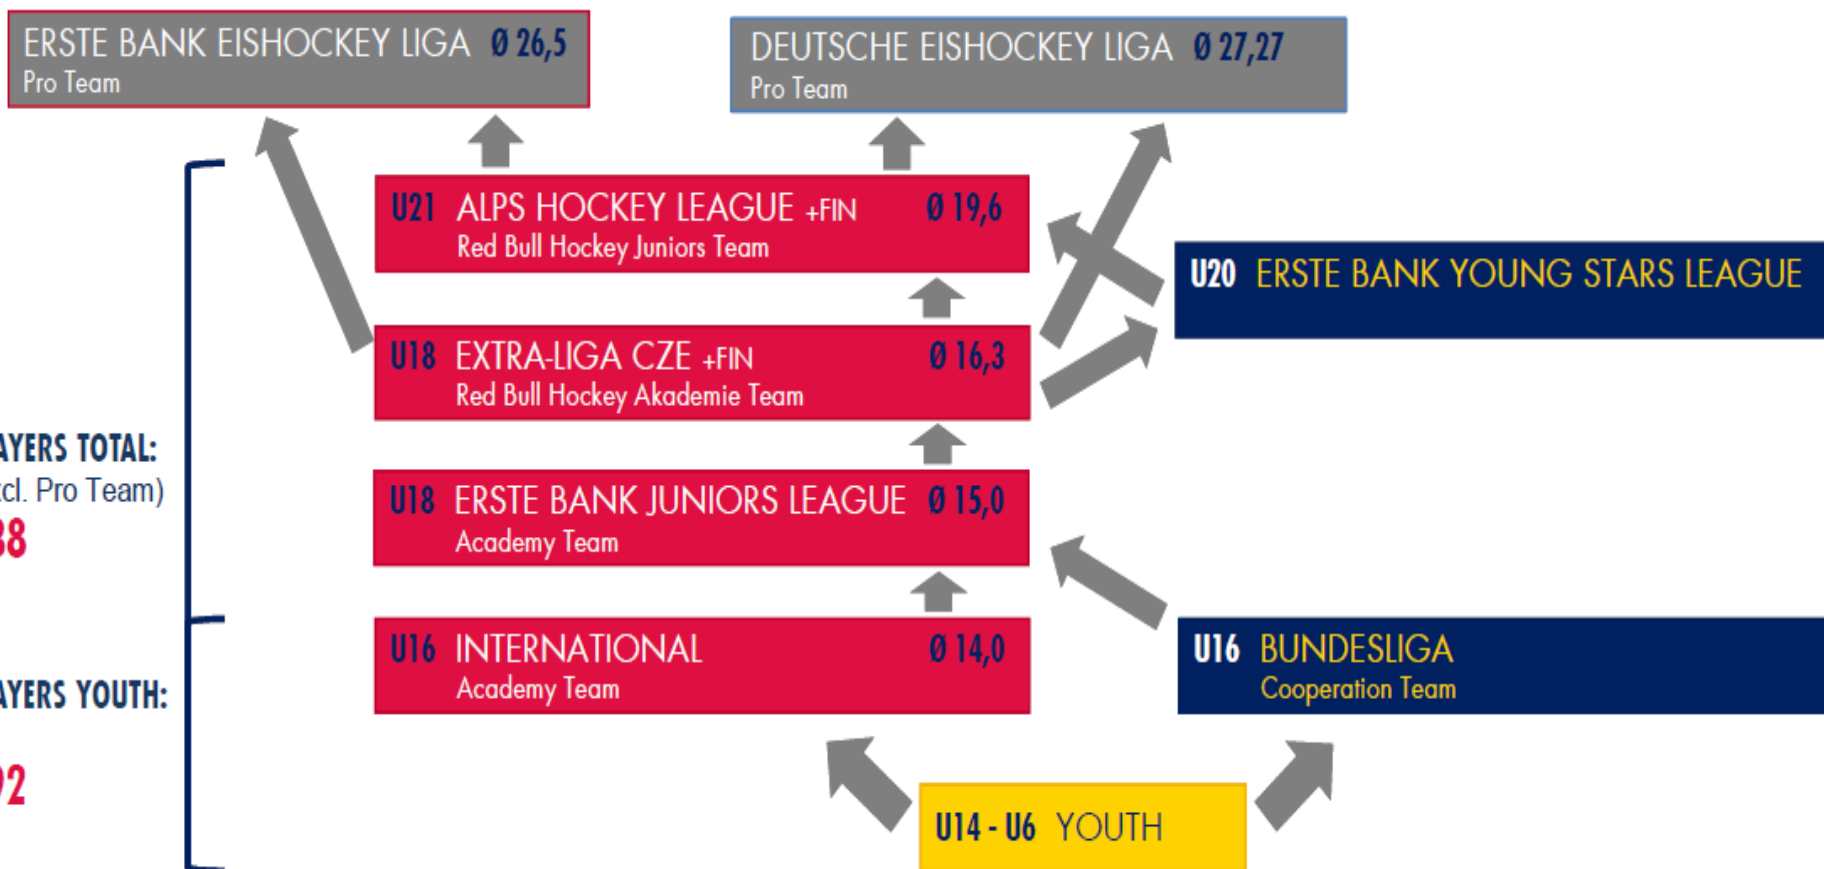 ERSTE BANK EISHOCKEY LIGA Ø 26,5
Pro Team
DEUTSCHE EISHOCKEY LIGA Ø 27,27
Pro Team
U21 ALPS HOCKEY LEAGUE +FIN Ø 19,6
Red Bull Hockey Juniors Team
U20 ERSTE BANK YOUNG STARS LEAGUE
U18 EXTRA-LIGA CZE +FIN Ø 16,3
Red Bull Hockey Akademie Team
AYERS TOTAL:
cl. Pro Team)
38
U18 ERSTE BANK JUNIORS LEAGUE Ø 15,0
Academy Team
U16 INTERNATIONAL Ø 14,0
Academy Team
U16 BUNDESLIGA
Cooperation Team
AYERS YOUTH:
92
U14 - U6 YOUTH